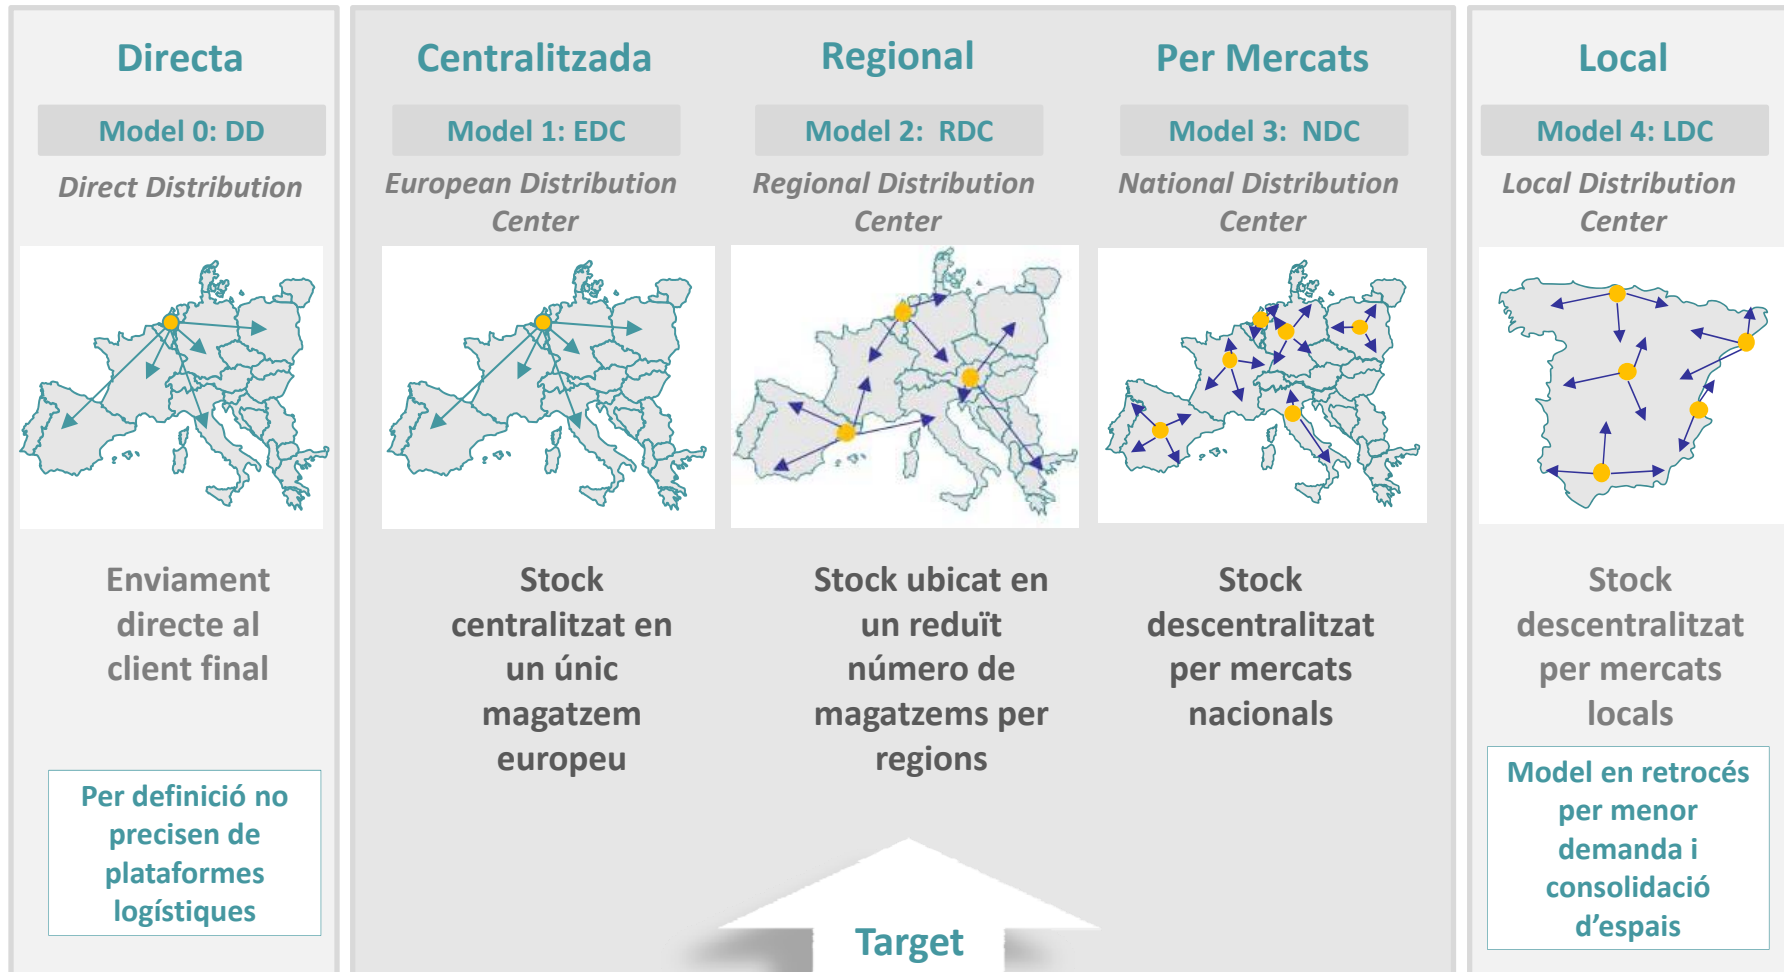 Directa
Model 0: DD
Direct Distribution
Enviament
directe al
client final
Per definició no
precisen de
plataformes
logístiques
Centralitzada
Model 1: EDC
European Distribution
Center
Stock
centralitzat en
un únic
magatzem
europeu
Regional
Model 2: RDC
Regional Distribution
Center
Stock ubicat en
un reduït
número de
magatzems per
regions
Per Mercats
Model 3: NDC
National Distribution
Center
Stock
descentralitzat
per mercats
nacionals
Target
Local
Model 4: LDC
Local Distribution
Center
Stock
descentralitzat
per mercats
locals
Model en retrocés
per menor
demanda i
consolidació
d’espais